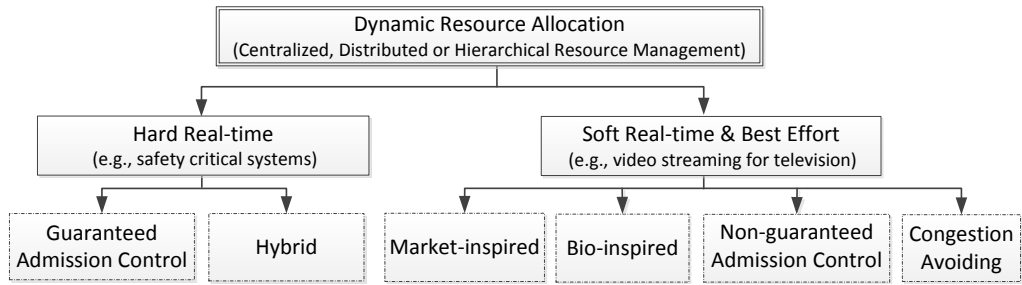 Dynamic Resource Allocation
(Centralized, Distributed or Hierarchical Resource Management)
Hard Real-time
(e.g., safety critical systems)
Soft Real-time & Best Effort
(e.g., video streaming for television)
Guaranteed
Admission Control
Hybrid
Market-inspired
Bio-inspired
Non-guaranteed
Admission Control
Congestion
Avoiding